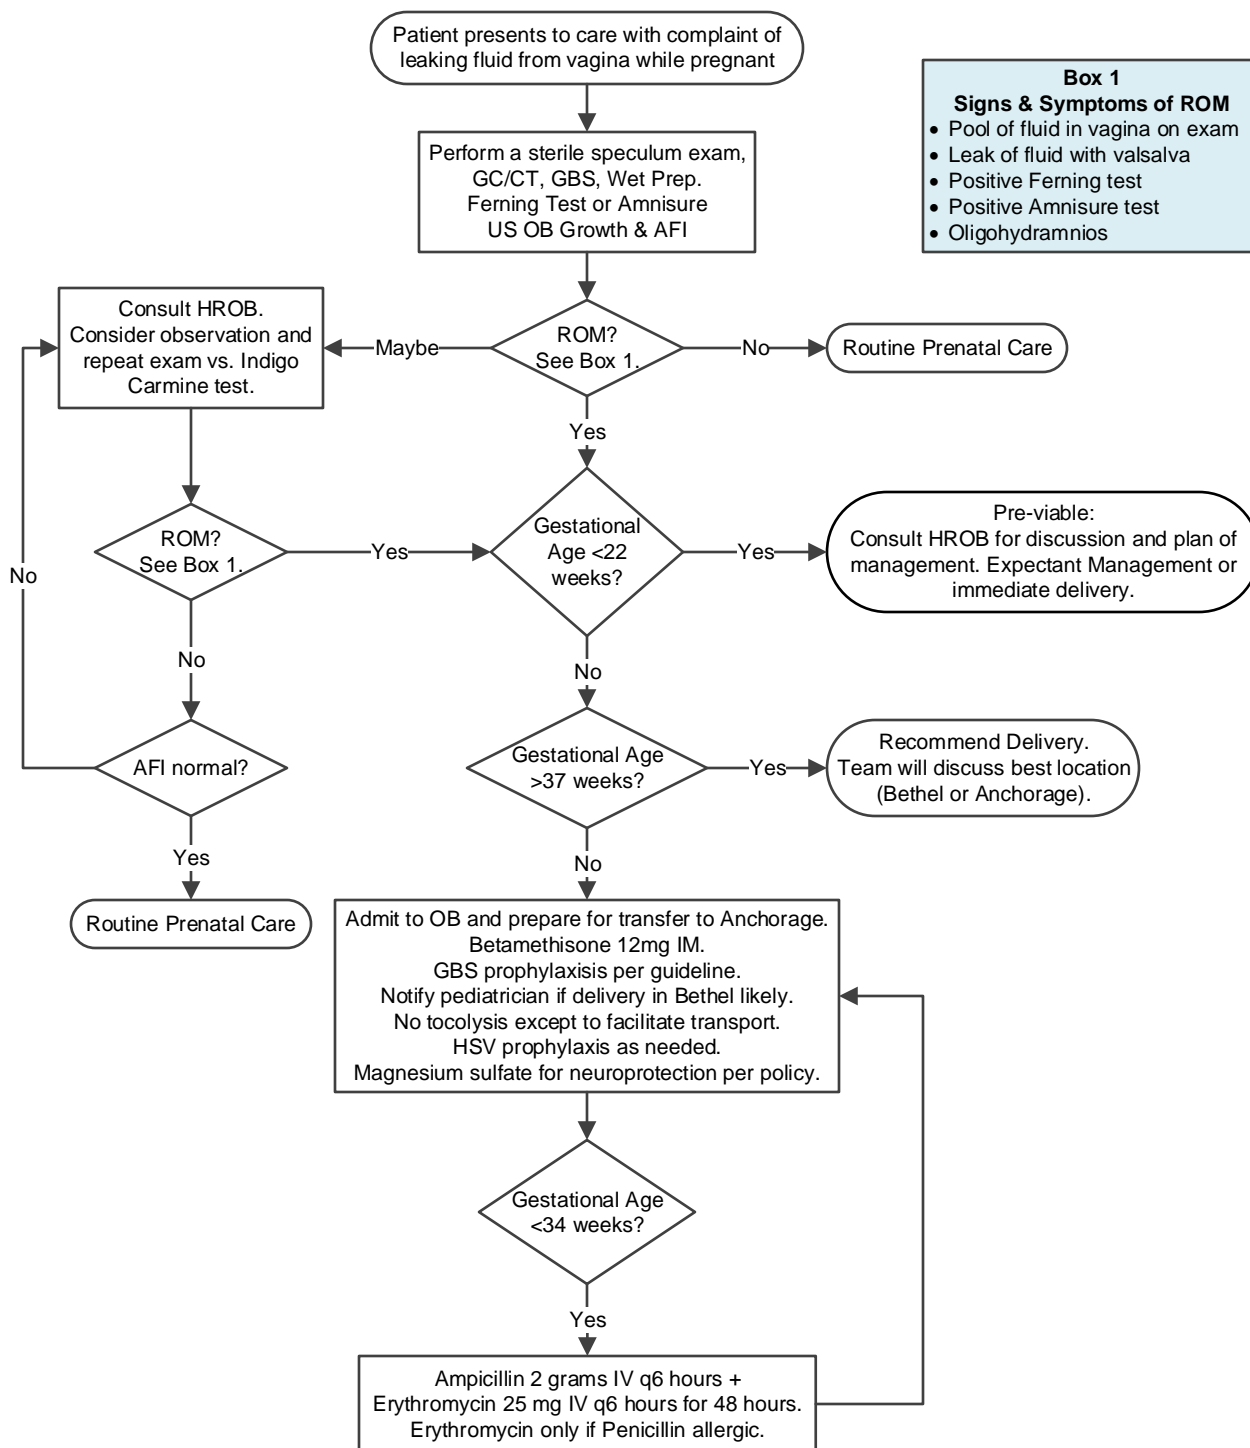 Patient presents to care with complaint of
leaking fluid from vagina while pregnant
Box 1
Signs & Symptoms of ROM
• Pool of fluid in vagina on exam
• Leak of fluid with valsalva
• Positive Ferning test
• Positive Amnisure test
• Oligohydramnios
Perform a sterile speculum exam,
GC/CT, GBS, Wet Prep.
Ferning Test or Amnisure
US OB Growth & AFI
Consult HROB.
Consider observation and
repeat exam vs. Indigo
Carmine test.
Maybe
ROM?
See Box 1.
No
Routine Prenatal Care
Yes
ROM?
See Box 1.
Yes
Gestational
Age <22
weeks?
Yes
Pre-viable:
Consult HROB for discussion and plan of
management. Expectant Management or
immediate delivery.
No
No
No
AFI normal?
Gestational Age
>37 weeks?
Yes
Recommend Delivery.
Team will discuss best location
(Bethel or Anchorage).
Yes
No
Routine Prenatal Care
Admit to OB and prepare for transfer to Anchorage.
Betamethisone 12mg IM.
GBS prophylaxisis per guideline.
Notify pediatrician if delivery in Bethel likely.
No tocolysis except to facilitate transport.
HSV prophylaxis as needed.
Magnesium sulfate for neuroprotection per policy.
Gestational Age
<34 weeks?
Yes
Ampicillin 2 grams IV q6 hours +
Erythromycin 25 mg IV q6 hours for 48 hours.
Erythromycin only if Penicillin allergic.